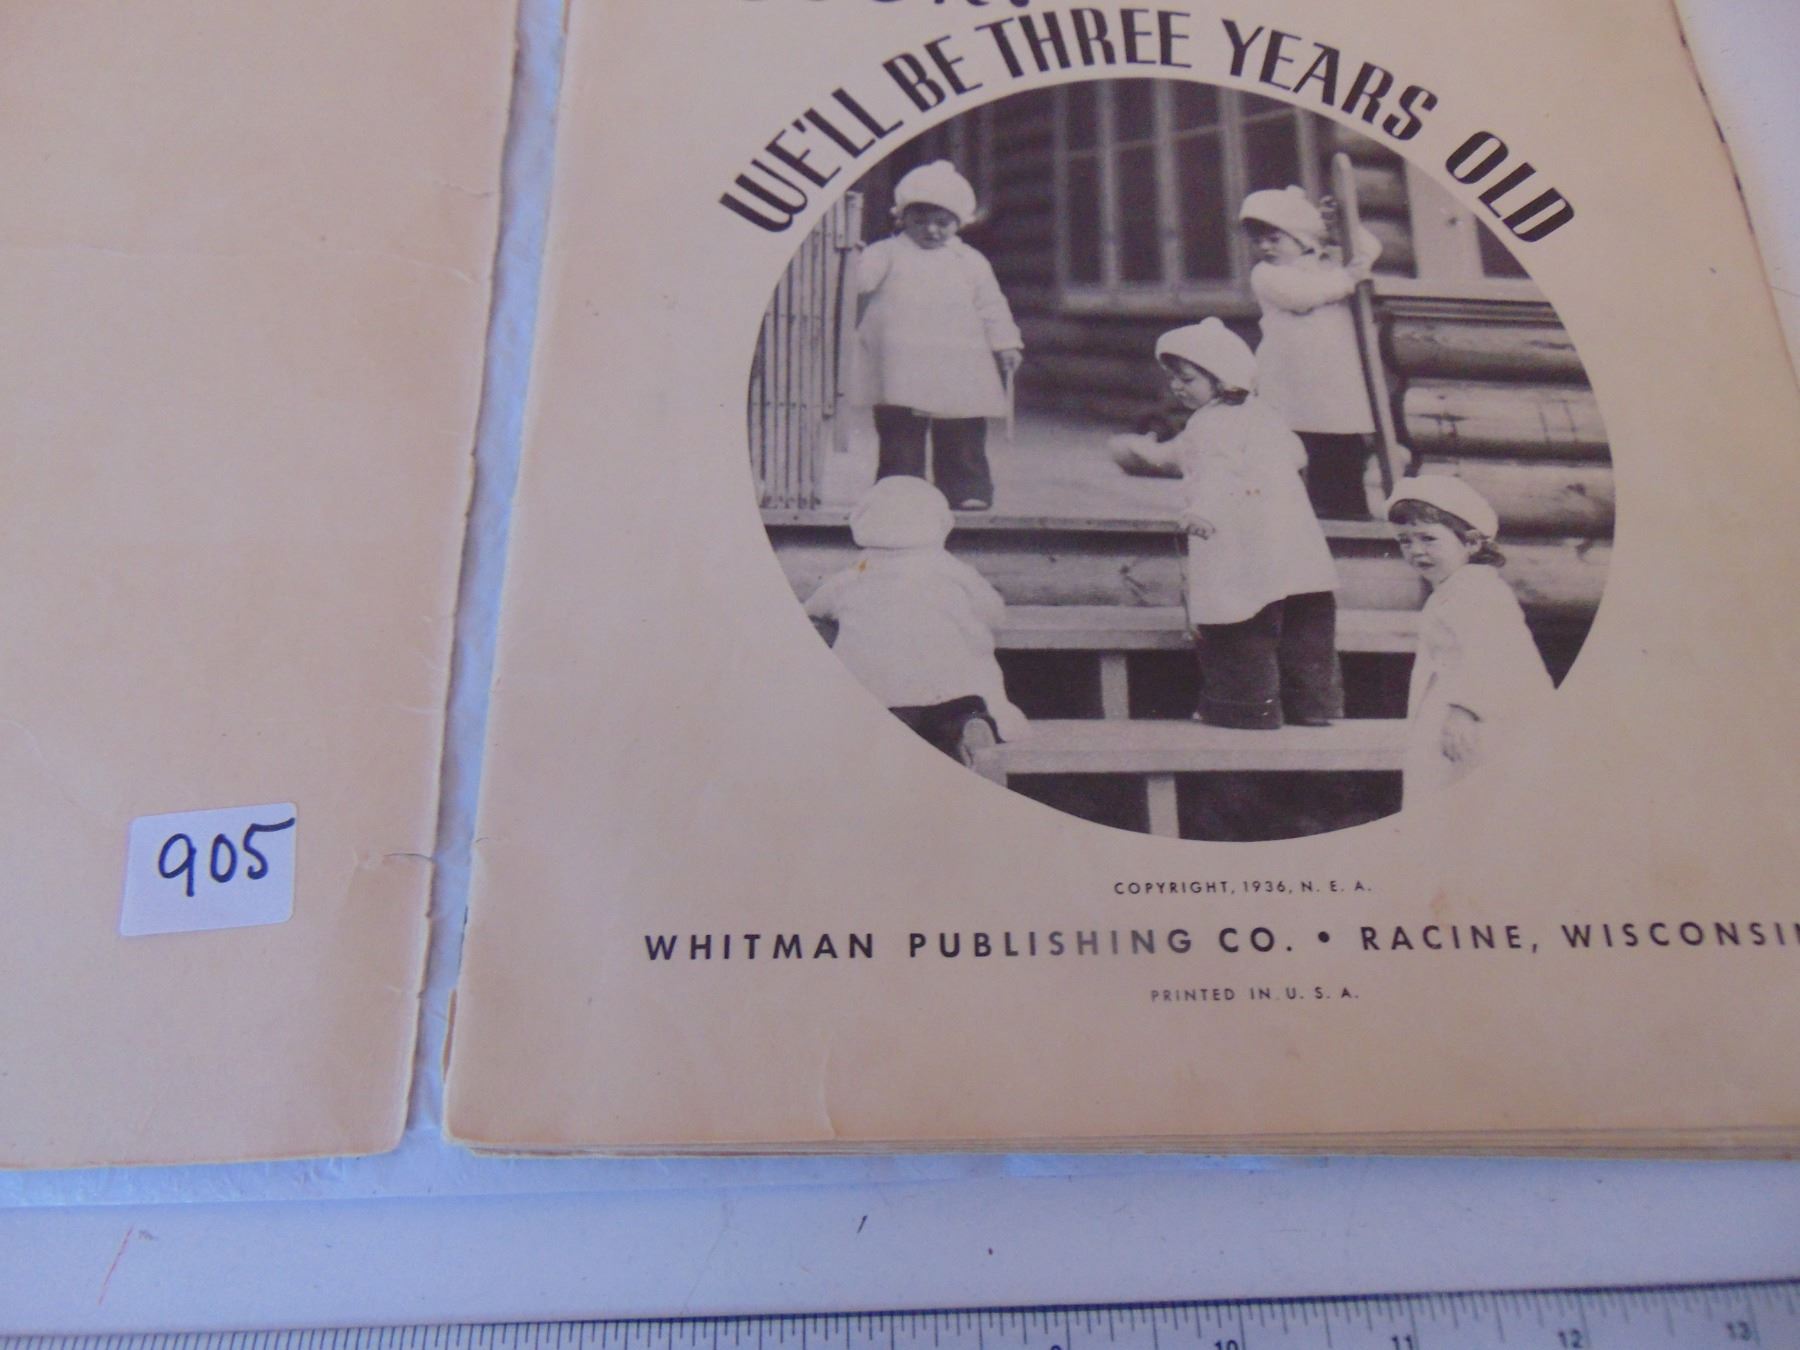 WE'LL BE THREE YEARS OLD
905
COPYRIGHT, 1936, N. E. A.
WHITMAN PUBLISHING CO. • RACINE, WISCONSIN
PRINTED IN U. S. A.
10 11 12 13